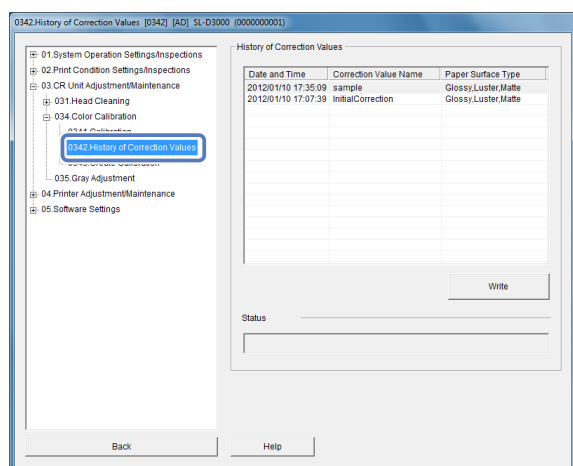 0342.History of Correction Values [0342] [AD] SL-D3000 (0000000001)
01.System Operation Settings/Inspections
02.Print Condition Settings/Inspections
03.CR Unit Adjustment/Maintenance
031.Head Cleaning
034.Color Calibration
0341.Calibration
0342.History of Correction Values
035.Gray Adjustment
04.Printer Adjustment/Maintenance
05.Software Settings
History of Correction Values
Date and Time Correction Value Name Paper Surface Type
2012/01/10 17:35:09 sample Glossy,Luster,Matte
2012/01/10 17:07:39 InitialCorrection Glossy,Luster,Matte
Write
Status
Back Help